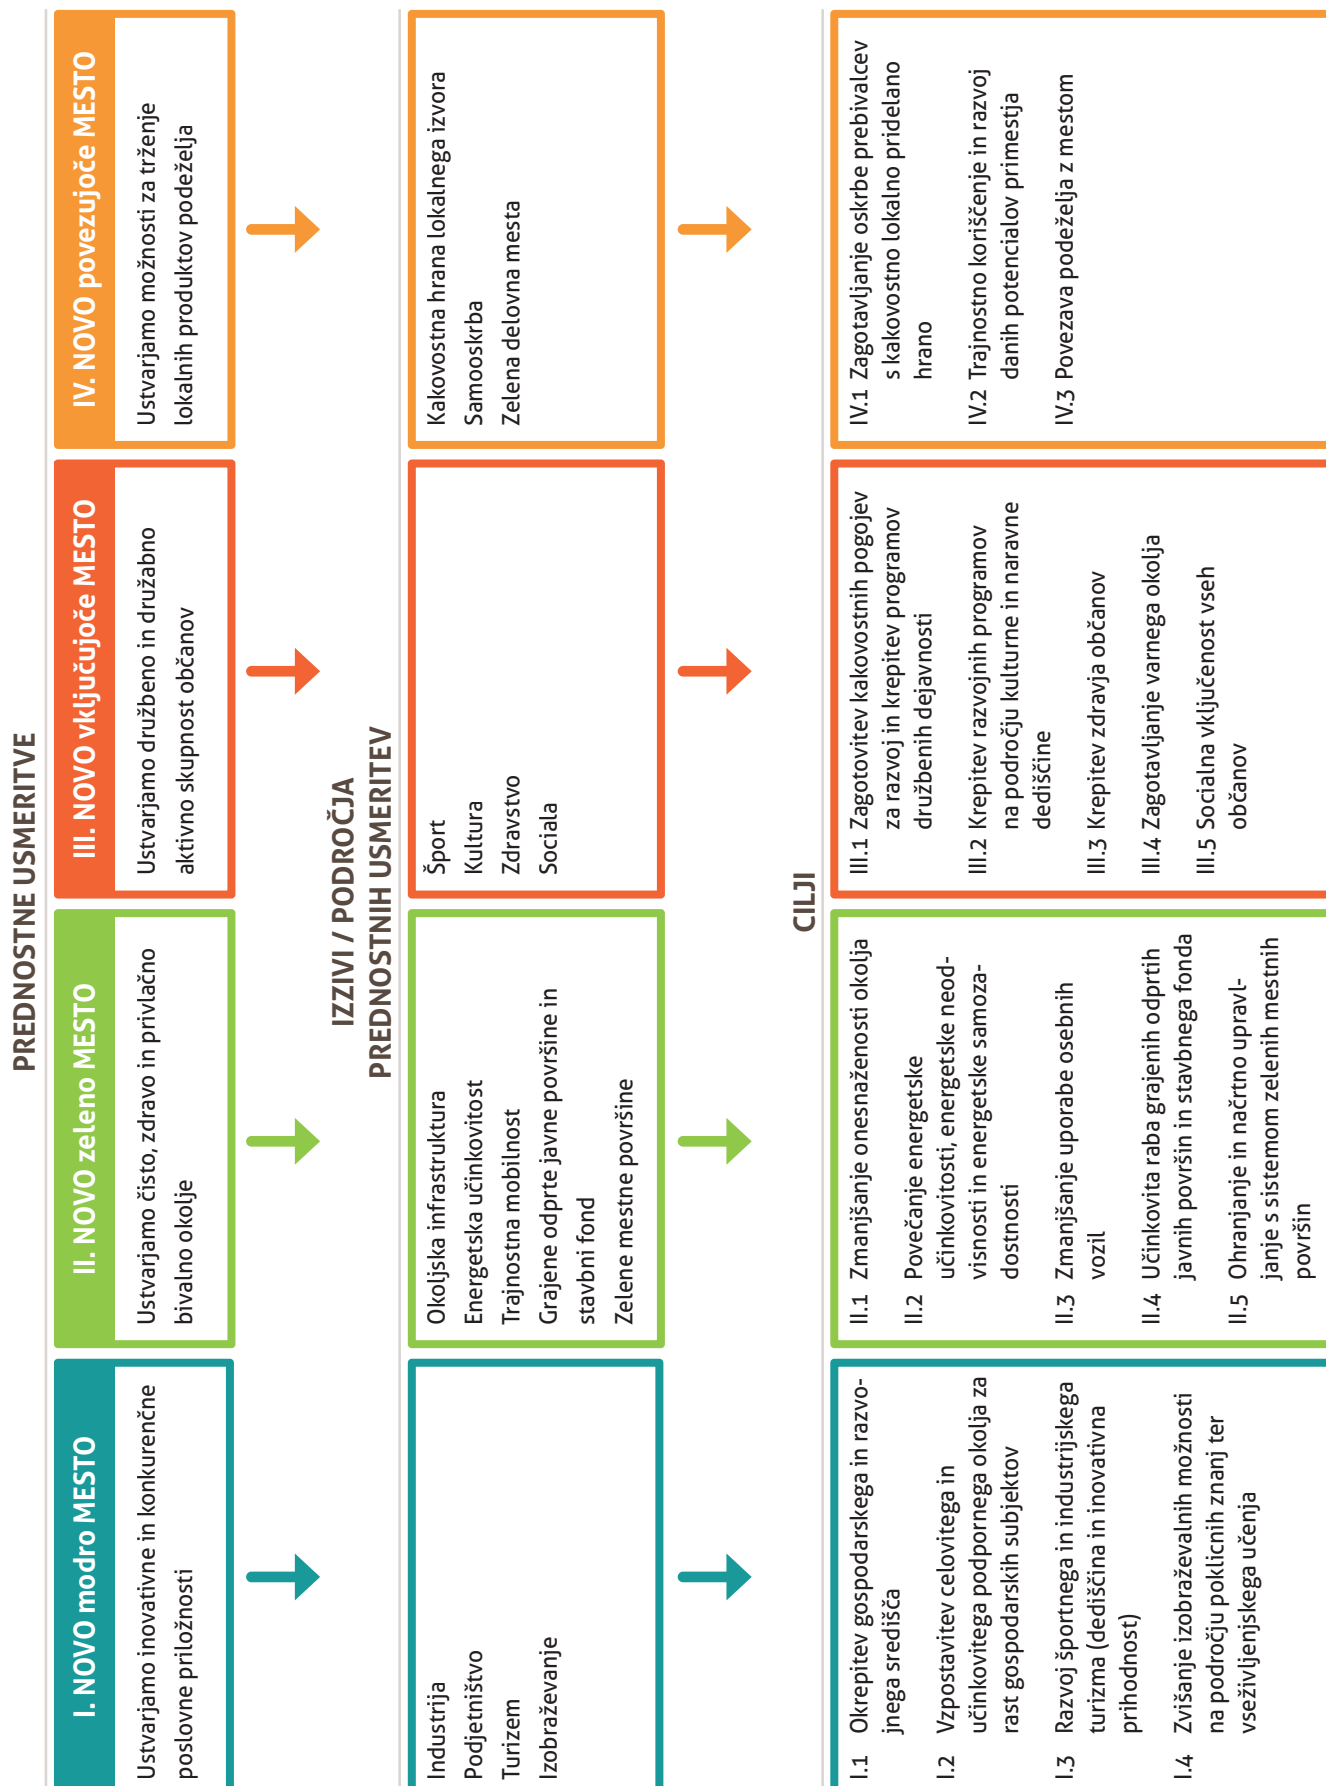 PREDNOSTNE USMERITVE
I. NOVO modro MESTO
Ustvarjamo inovativne in konkurenčne
poslovne priložnosti
II. NOVO zeleno MESTO
Ustvarjamo čisto, zdravo in privlačno
bivalno okolje
III. NOVO vključujoče MESTO
Ustvarjamo družbeno in družabno
aktivno skupnost občanov
IV. NOVO povezujoče MESTO
Ustvarjamo možnosti za trženje
lokalnih produktov podeželja
IZZIVI / PODROČJA
PREDNOSTNIH USMERITEV
Industrija
Podjetništvo
Turizem
Izobraževanje
Okoljska infrastruktura
Energetska učinkovitost
Trajnostna mobilnost
Grajene odprte javne površine in
stavbni fond
Zelene mestne površine
Šport
Kultura
Zdravstvo
Sociala
Kakovostna hrana lokalnega izvora
Samooskrba
Zelena delovna mesta
CILJI
I.1 Okrepitev gospodarskega in razvo-
jnega središča
I.2 Vzpostavitev celovitega in
učinkovitega podpornega okolja za
rast gospodarskih subjektov
I.3 Razvoj športnega in industrijskega
turizma (dediščina in inovativna
prihodnost)
I.4 Zvišanje izobraževalnih možnosti
na področju poklicnih znanj ter
vseživljenjskega učenja
II.1 Zmanjšanje onesnaženosti okolja
II.2 Povečanje energetske
učinkovitosti, energetske neod-
visnosti in energetske samoza-
dostnosti
II.3 Zmanjšanje uporabe osebnih
vozil
II.4 Učinkovita raba grajenih odprtih
javnih površin in stavbnega fonda
II.5 Ohranjanje in načrtno upravl-
janje s sistemom zelenih mestnih
površin
III.1 Zagotovitev kakovostnih pogojev
za razvoj in krepitev programov
družbenih dejavnosti
III.2 Krepitev razvojnih programov
na področju kulturne in naravne
dediščine
III.3 Krepitev zdravja občanov
III.4 Zagotavljanje varnega okolja
III.5 Socialna vključenost vseh
občanov
IV.1 Zagotavljanje oskrbe prebivalcev
s kakovostno lokalno pridelano
hrano
IV.2 Trajnostno koriščenje in razvoj
danih potencialov primestja
IV.3 Povezava podeželja z mestom